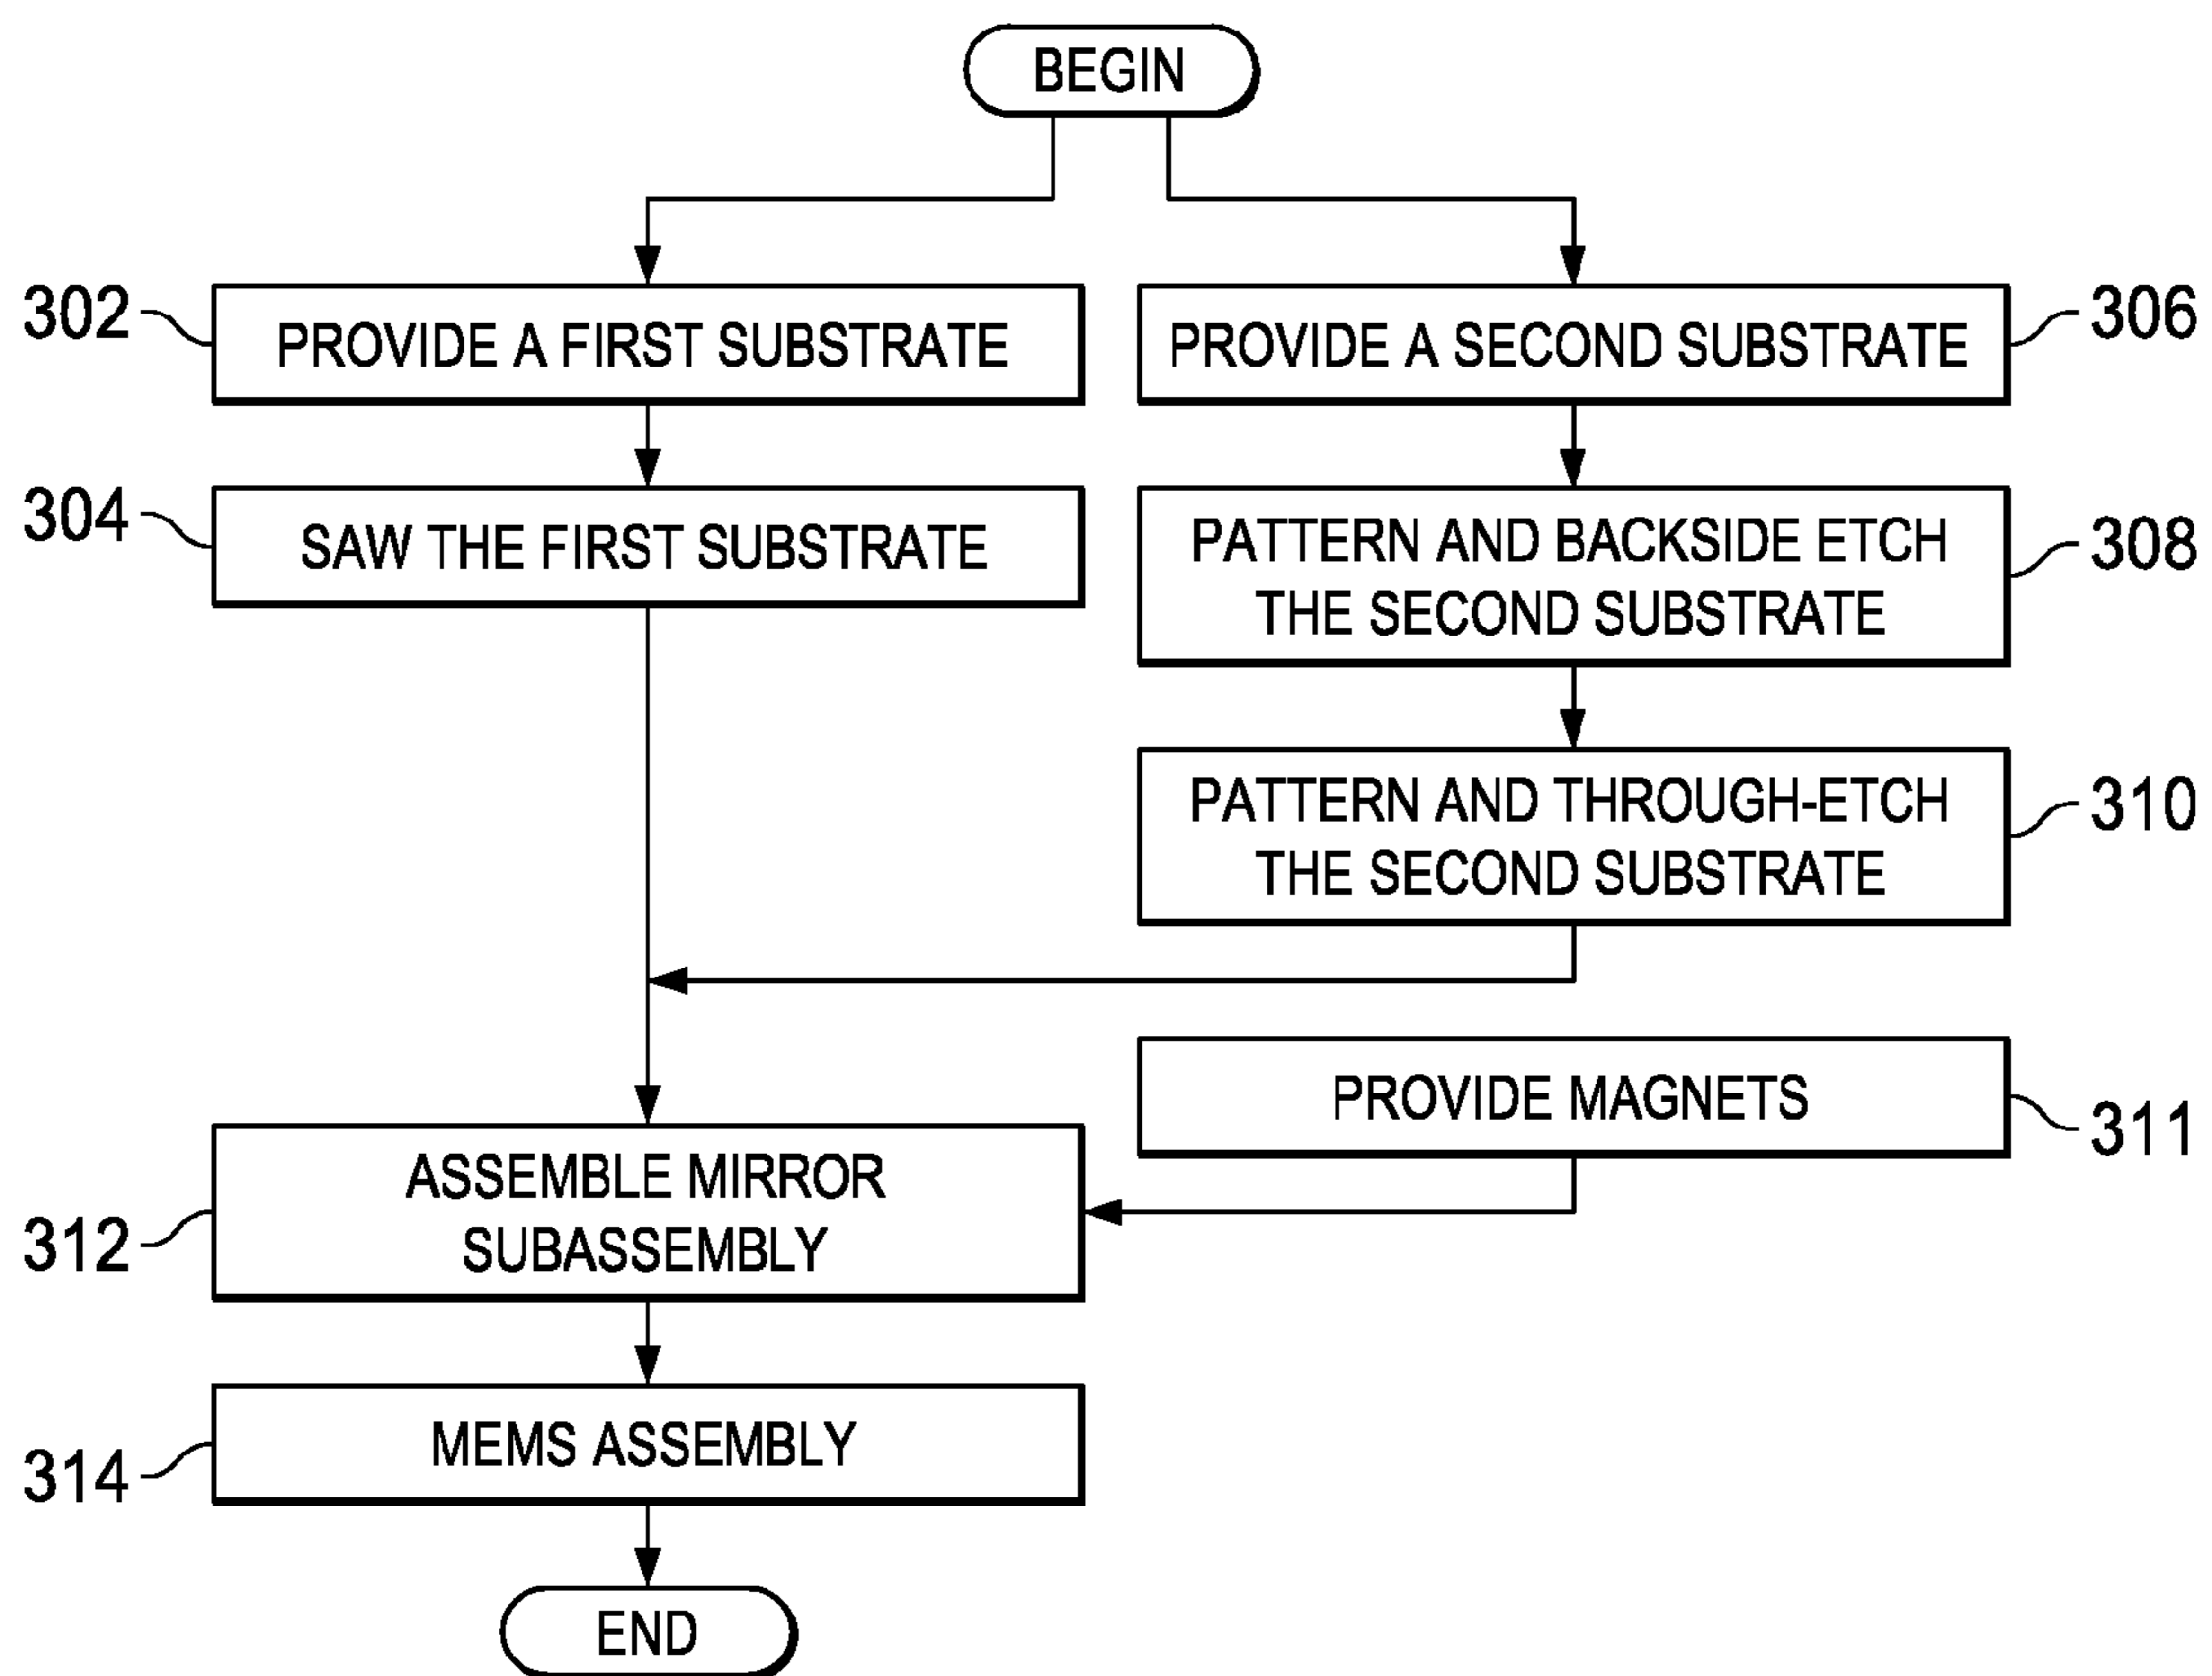 BEGIN
302
PROVIDE A FIRST SUBSTRATE
PROVIDE A SECOND SUBSTRATE
306
304
SAW THE FIRST SUBSTRATE
PATTERN AND BACKSIDE ETCH
THE SECOND SUBSTRATE
308
PATTERN AND THROUGH-ETCH
THE SECOND SUBSTRATE
310
PROVIDE MAGNETS
311
312
ASSEMBLE MIRROR
SUBASSEMBLY
314
MEMS ASSEMBLY
END